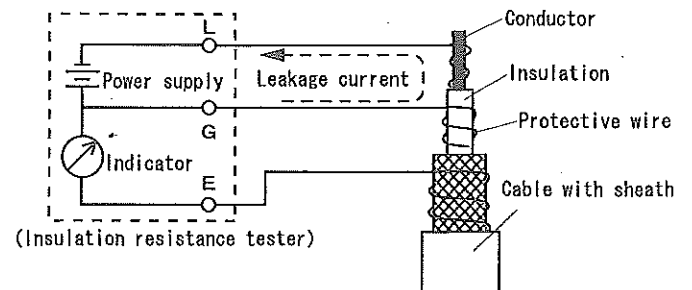 L
Conductor
Power supply
Leakage current
Insulation
G
Protective wire
Indicator
E
Cable with sheath
(Insulation resistance tester)